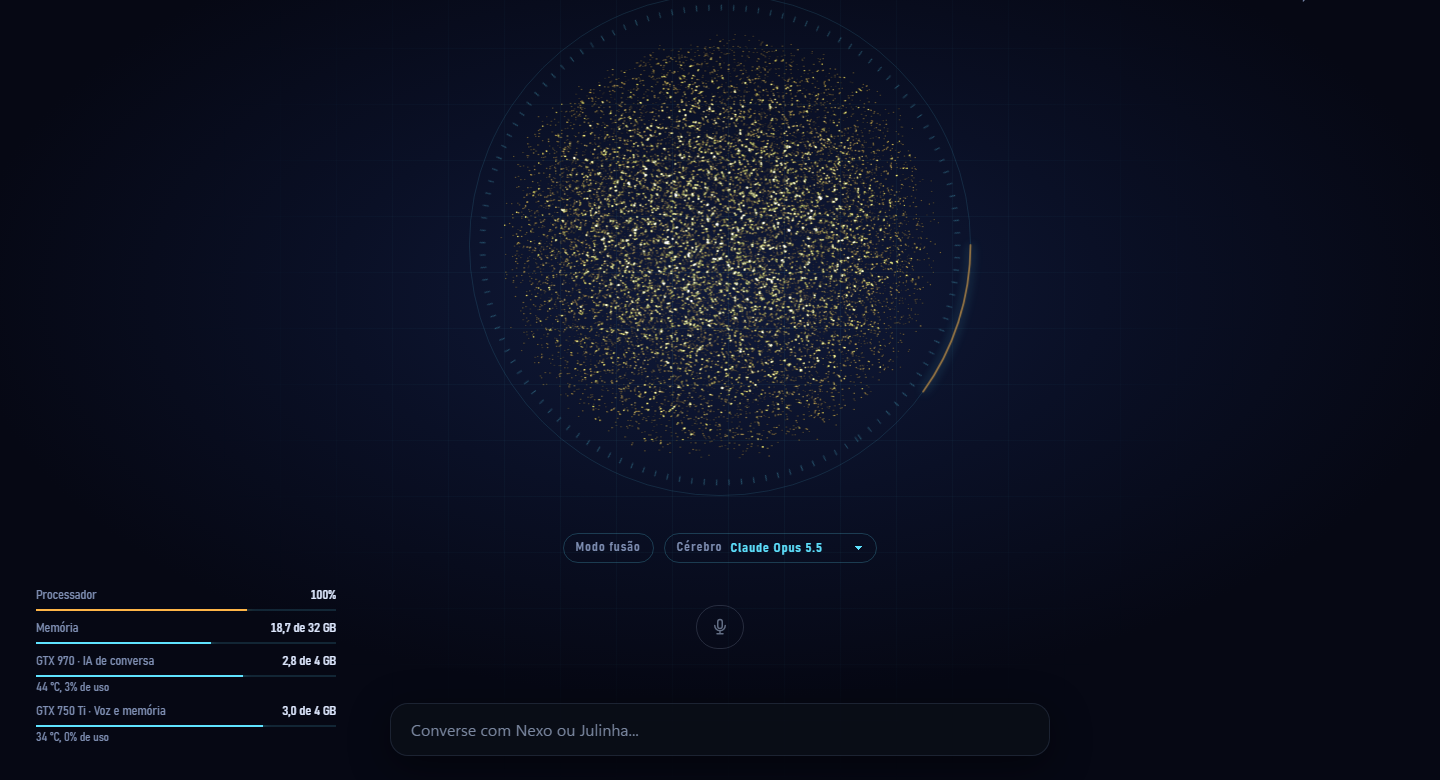 Modo fusão
Cérebro Claude Opus 5.5
Processador 100%
Memória 18,7 de 32 GB
GTX 970 · IA de conversa 2,8 de 4 GB
44 °C, 3% de uso
GTX 750 Ti · Voz e memória 3,0 de 4 GB
34 °C, 0% de uso
Converse com Nexo ou Julinha...